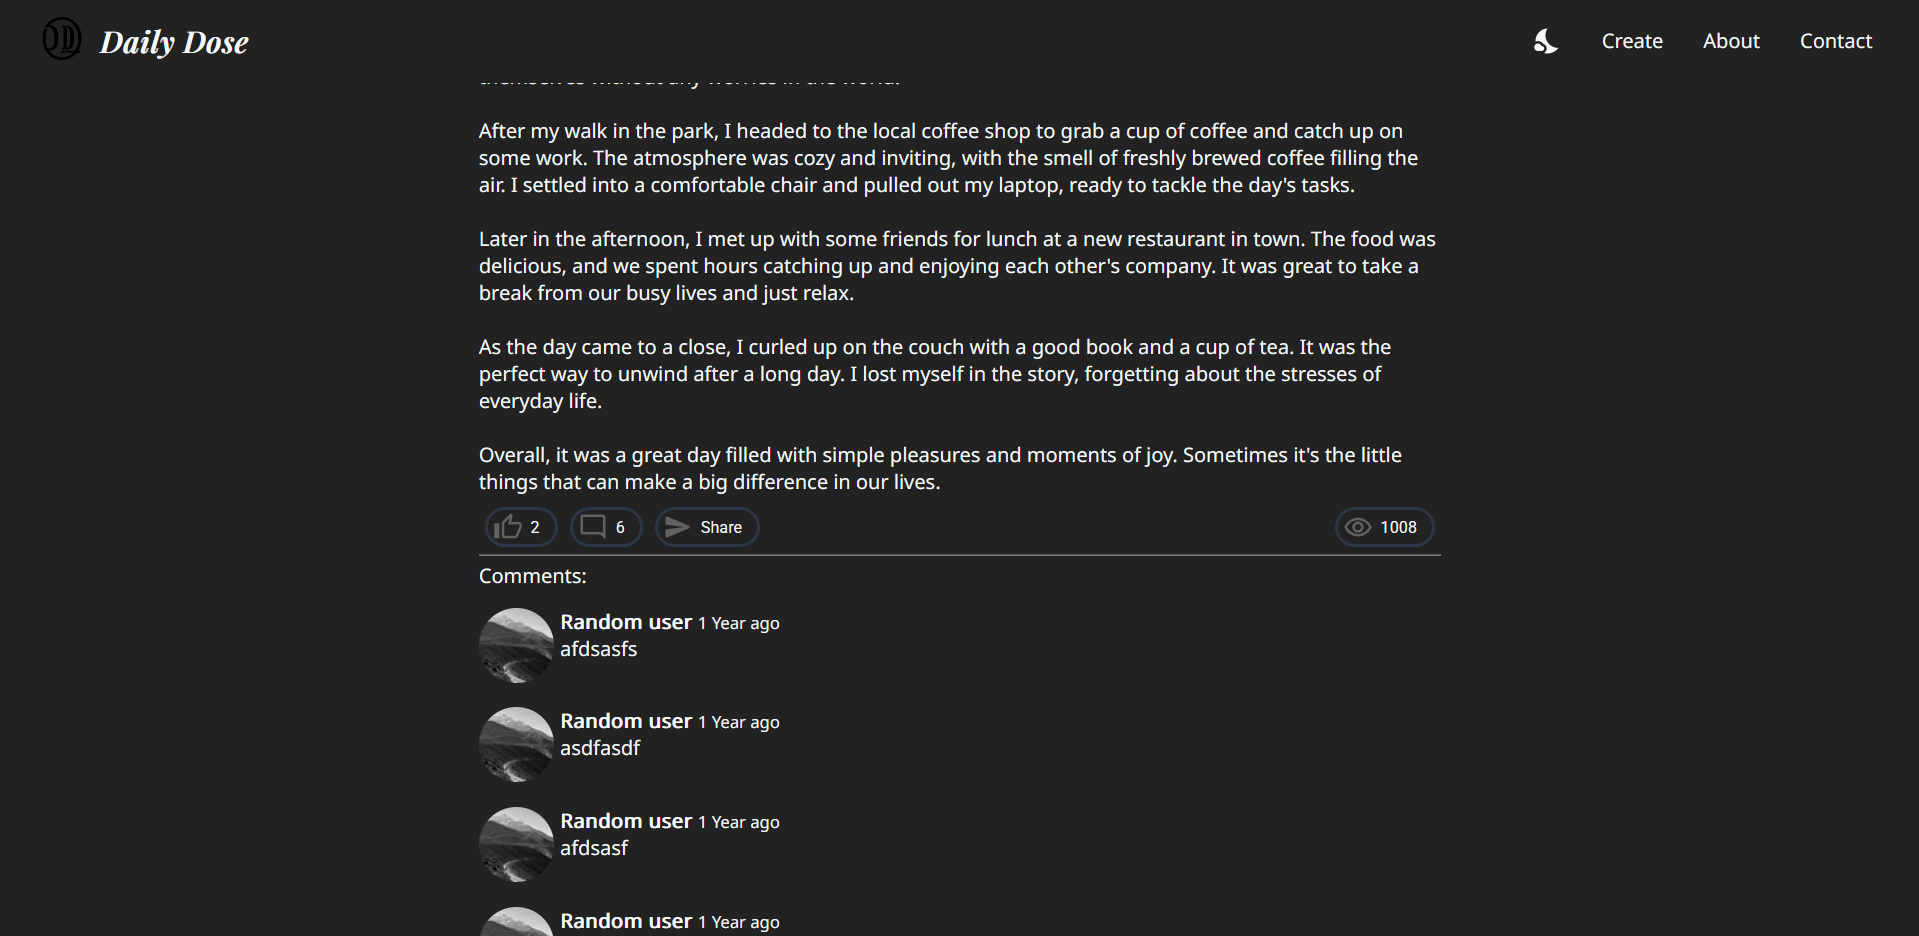 Daily Dose
Create
About
Contact
themselves without any worries in the world.
After my walk in the park, I headed to the local coffee shop to grab a cup of coffee and catch up on
some work. The atmosphere was cozy and inviting, with the smell of freshly brewed coffee filling the
air. I settled into a comfortable chair and pulled out my laptop, ready to tackle the day's tasks.
Later in the afternoon, I met up with some friends for lunch at a new restaurant in town. The food was
delicious, and we spent hours catching up and enjoying each other's company. It was great to take a
break from our busy lives and just relax.
As the day came to a close, I curled up on the couch with a good book and a cup of tea. It was the
perfect way to unwind after a long day. I lost myself in the story, forgetting about the stresses of
everyday life.
Overall, it was a great day filled with simple pleasures and moments of joy. Sometimes it's the little
things that can make a big difference in our lives.
2
6
Share
1008
Comments:
Random user 1 Year ago
afdsasfs
Random user 1 Year ago
asdfasdf
Random user 1 Year ago
afdsasf
Random user 1 Year ago